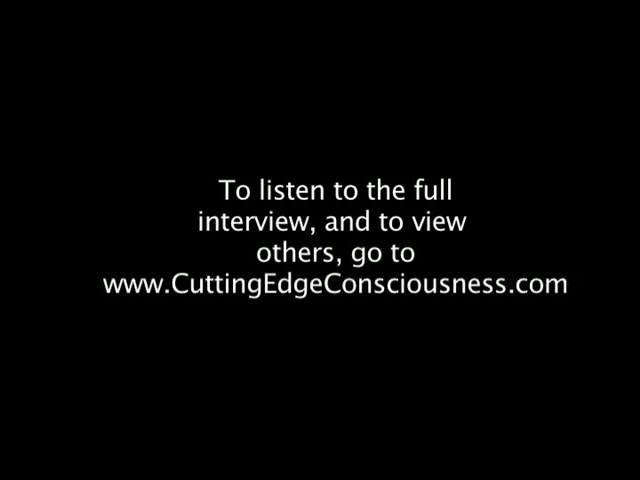 To listen to the full
interview, and to view
others, go to
www.CuttingEdgeConsciousness.com